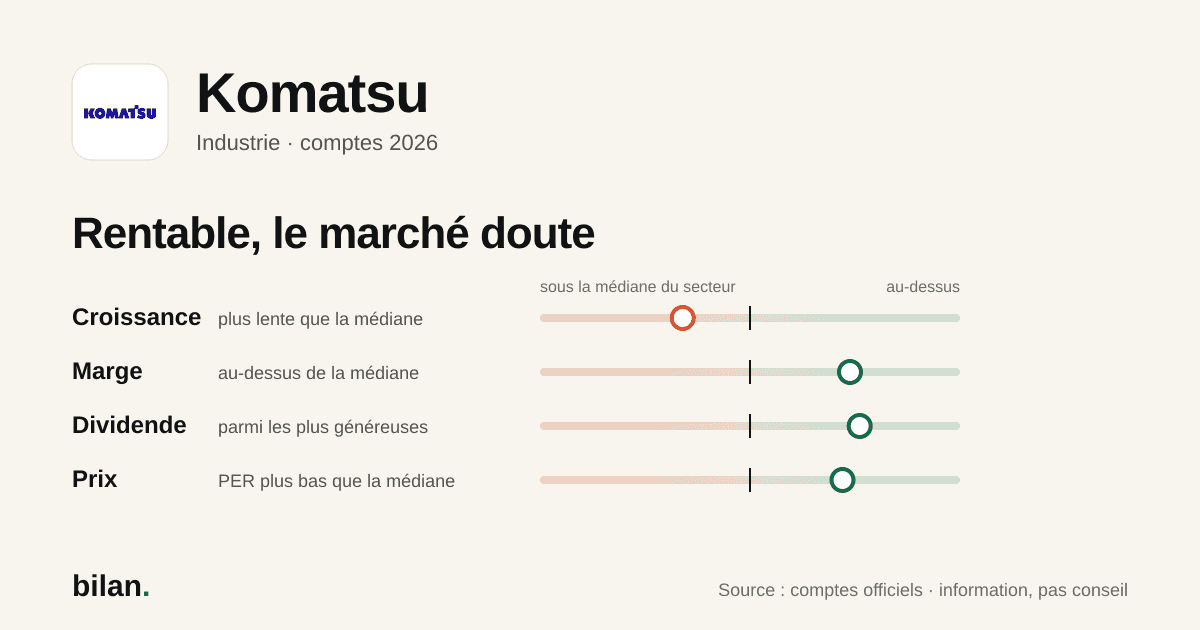 KOMATSU
Komatsu
Industrie · comptes 2026
Rentable, le marché doute
sous la médiane du secteur au-dessus
Croissance plus lente que la médiane
Marge au-dessus de la médiane
Dividende parmi les plus généreuses
Prix PER plus bas que la médiane
bilan.
Source : comptes officiels · information, pas conseil